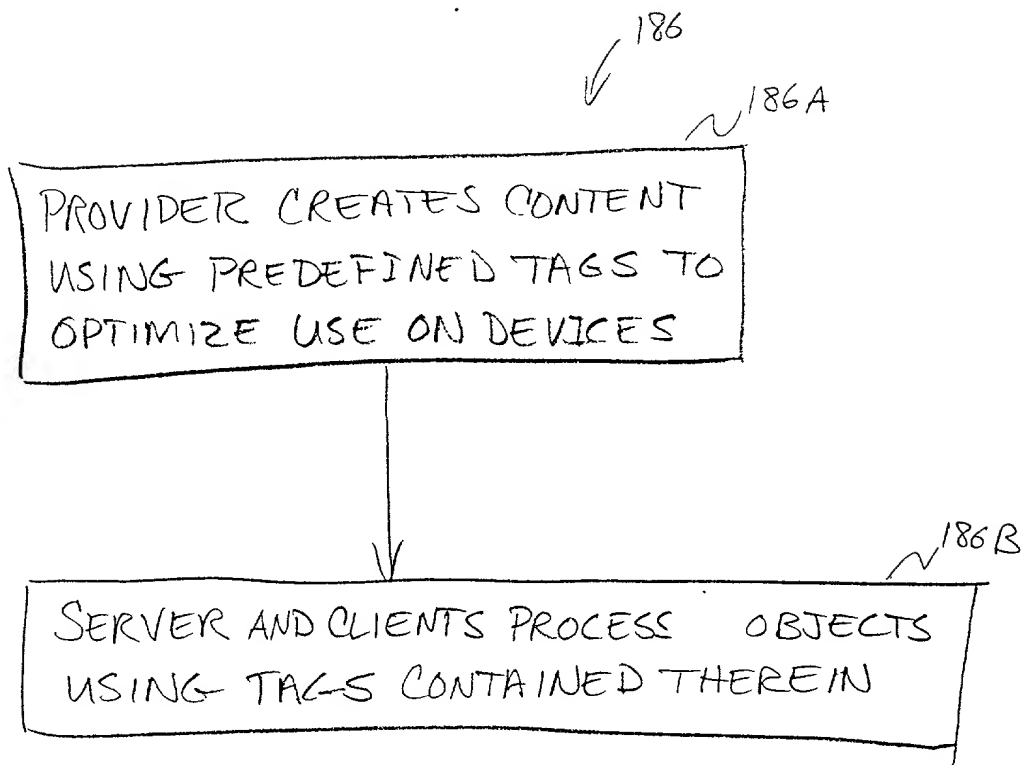 186
186A
PROVIDER CREATES CONTENT
USING PREDEFINED TAGS TO
OPTIMIZE USE ON DEVICES
186B
SERVER AND CLIENTS PROCESS OBJECTS
USING TAGS CONTAINED THEREIN